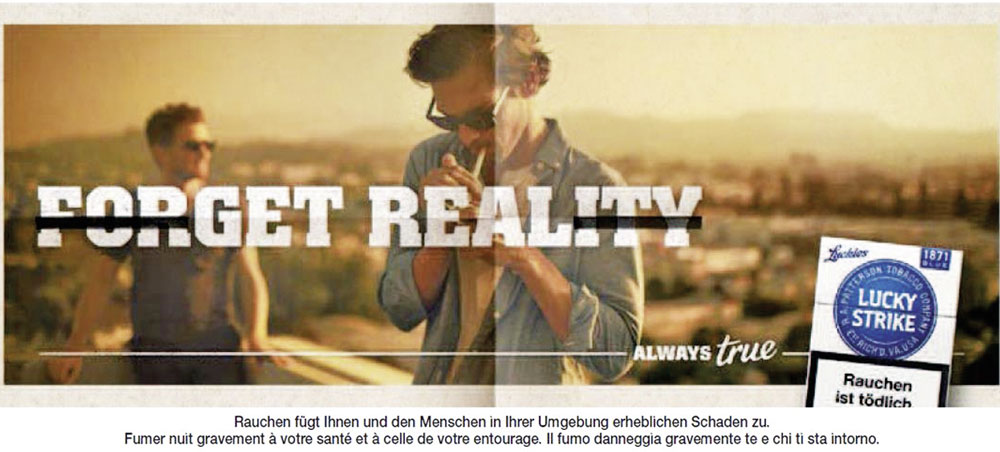 FORGET REALITY
ALWAYS true
Luckies
1871
BLUE
R. A. PATTERSON TOBACCO COMPANY
LUCKY
STRIKE
RICH'D. VA. USA
Rauchen
ist tödlich
Rauchen fügt Ihnen und den Menschen in Ihrer Umgebung erheblichen Schaden zu.
Fumer nuit gravement à votre santé et à celle de votre entourage. Il fumo danneggia gravemente te e chi ti sta intorno.